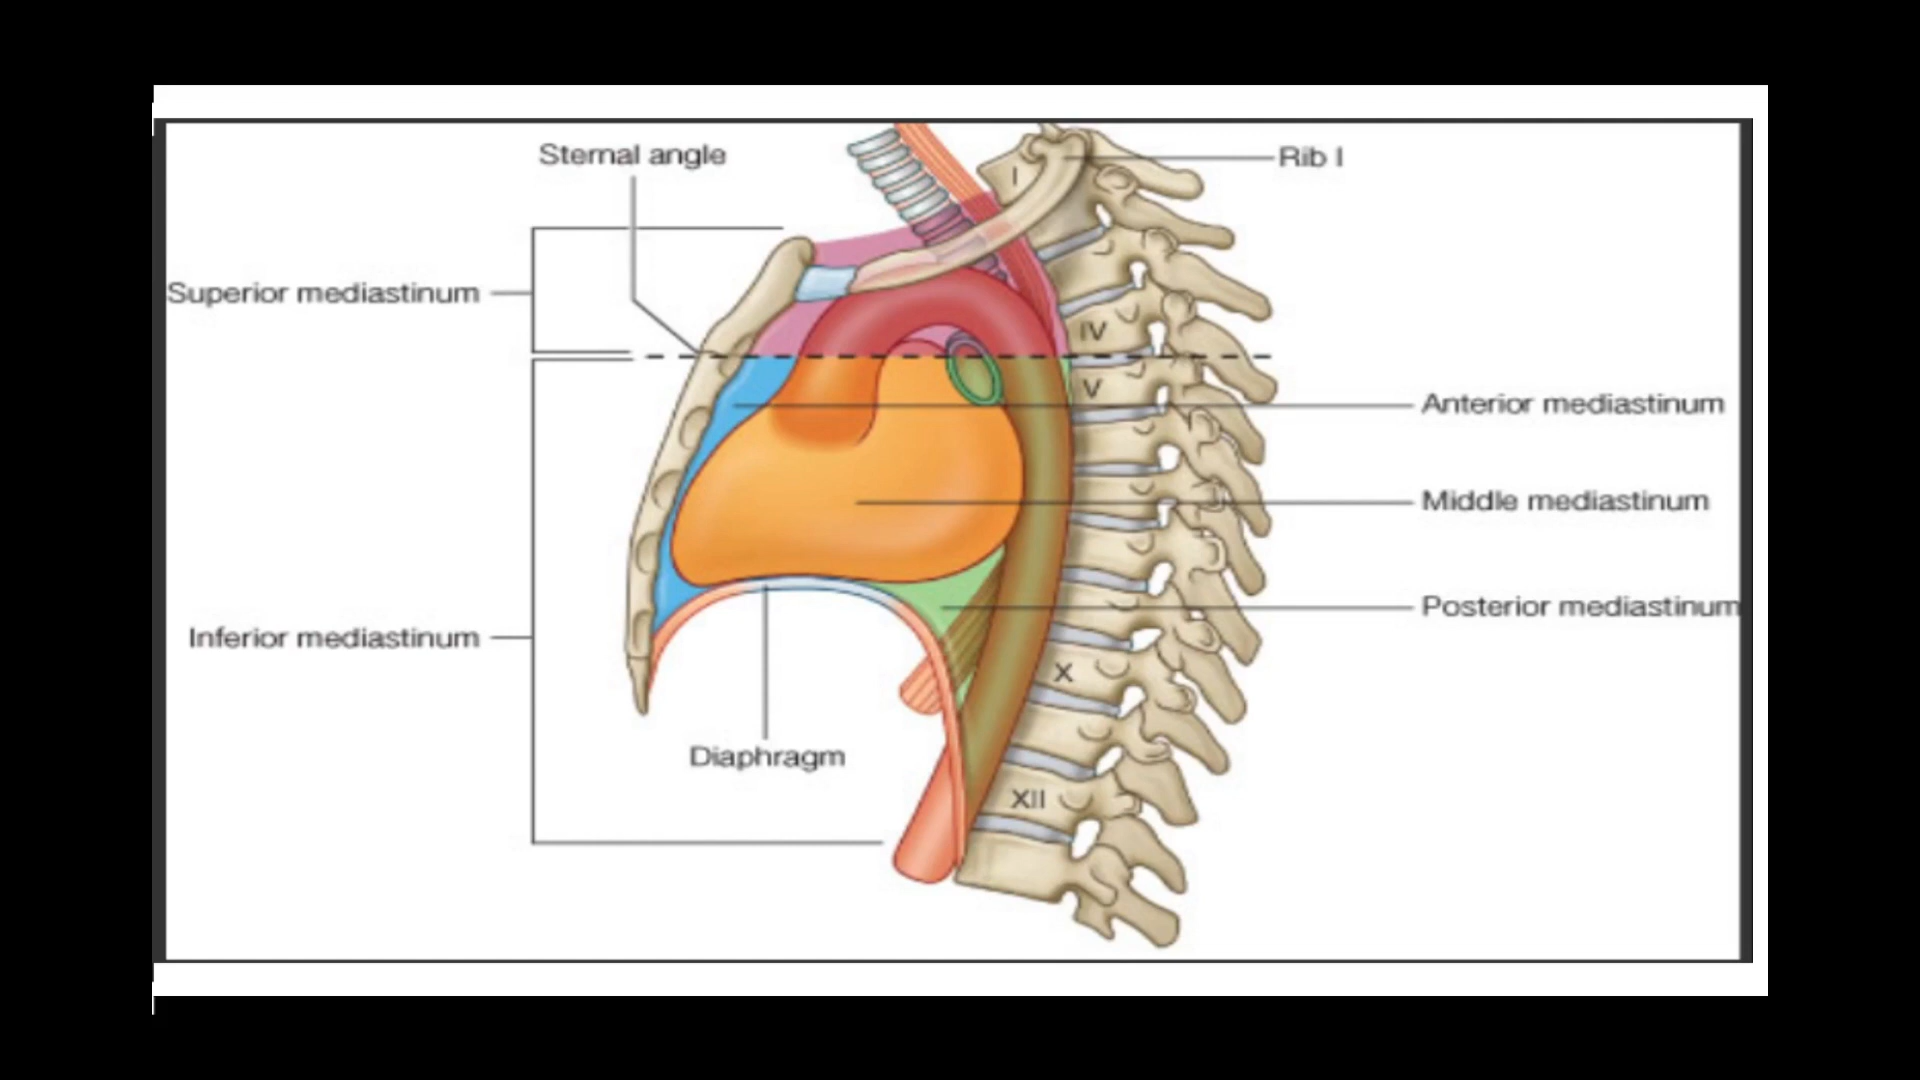 Sternal angle
Rib I
I
Superior mediastinum
IV
V
Anterior mediastinum
Middle mediastinum
Posterior mediastinum
Inferior mediastinum
X
Diaphragm
XII